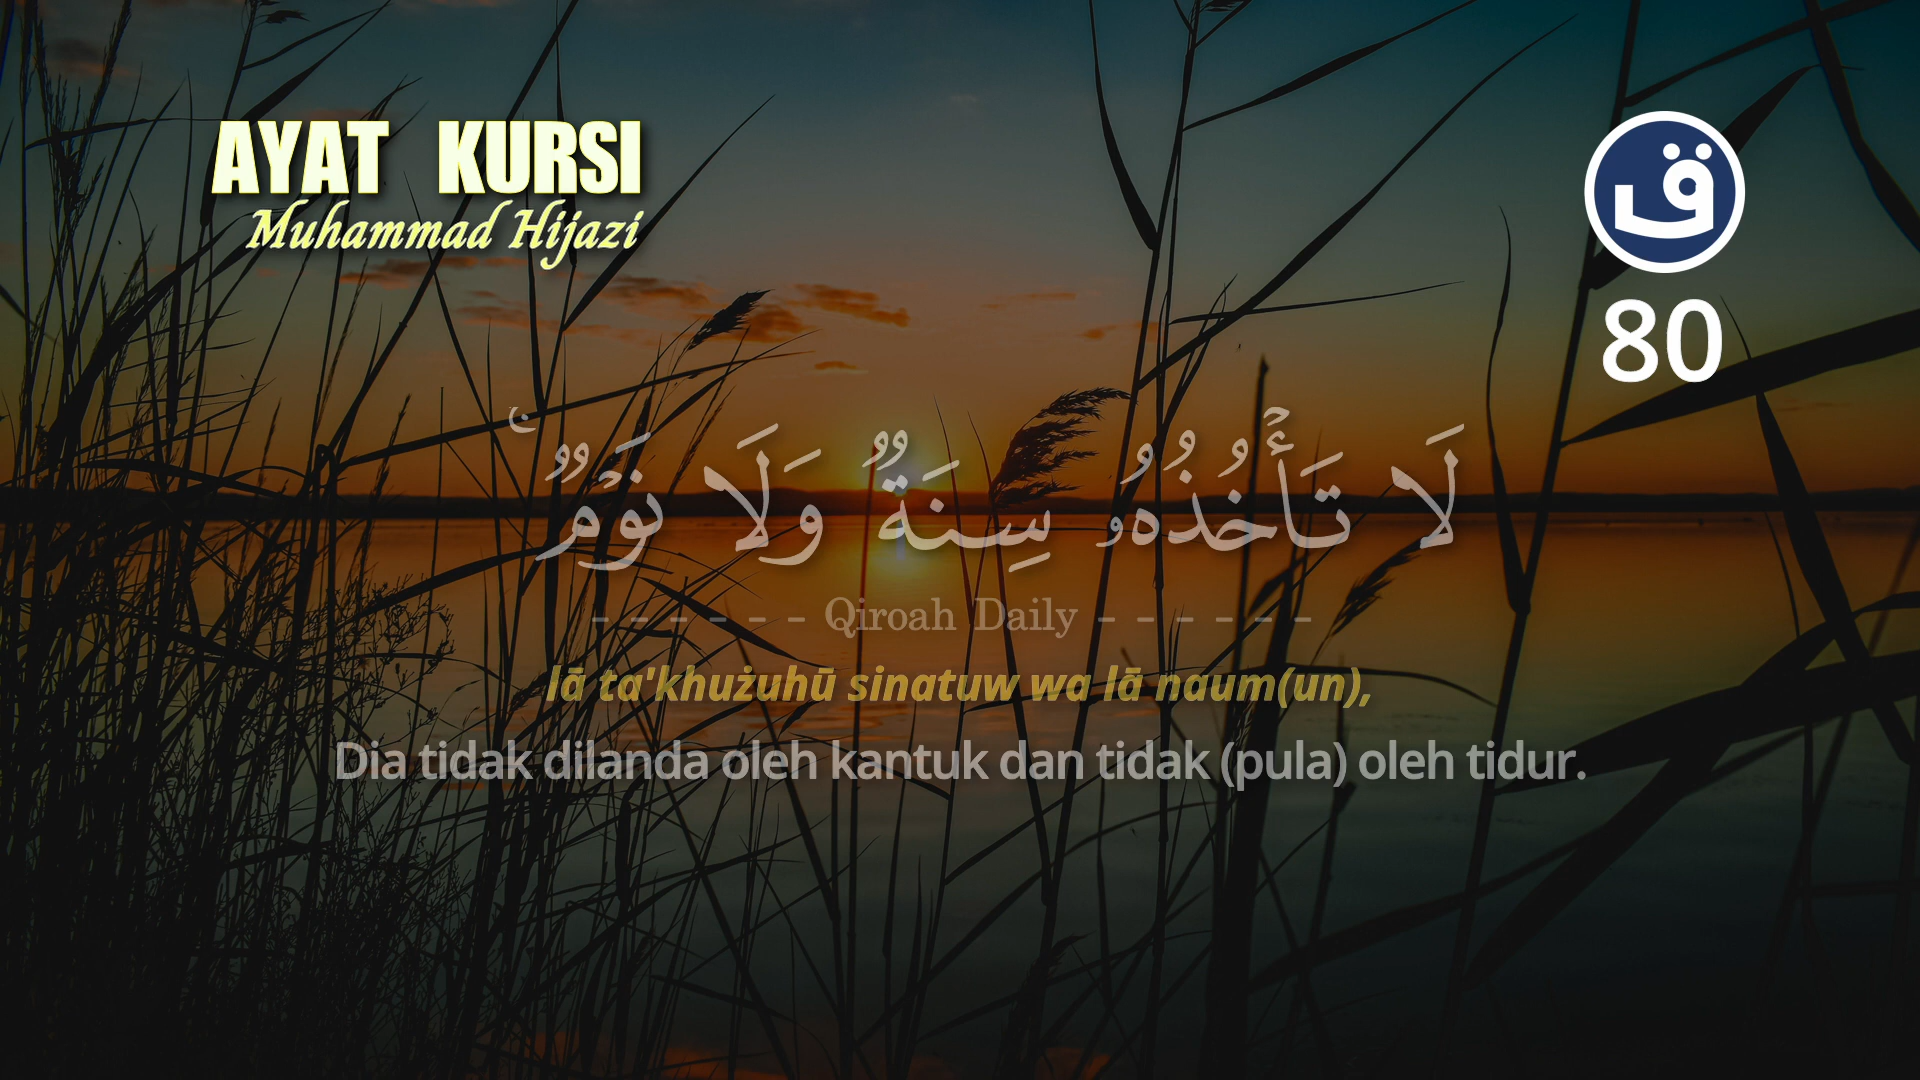 AYAT KURSI
Muhammad Hijazi
ق
80
لَا تَأْخُذُهُۥ سِنَةٌ وَلَا نَوْمٌ ۚ
- - - - - - Qiroah Daily - - - - - -
lā ta'khużuhū sinatuw wa lā naum(un),
Dia tidak dilanda oleh kantuk dan tidak (pula) oleh tidur.